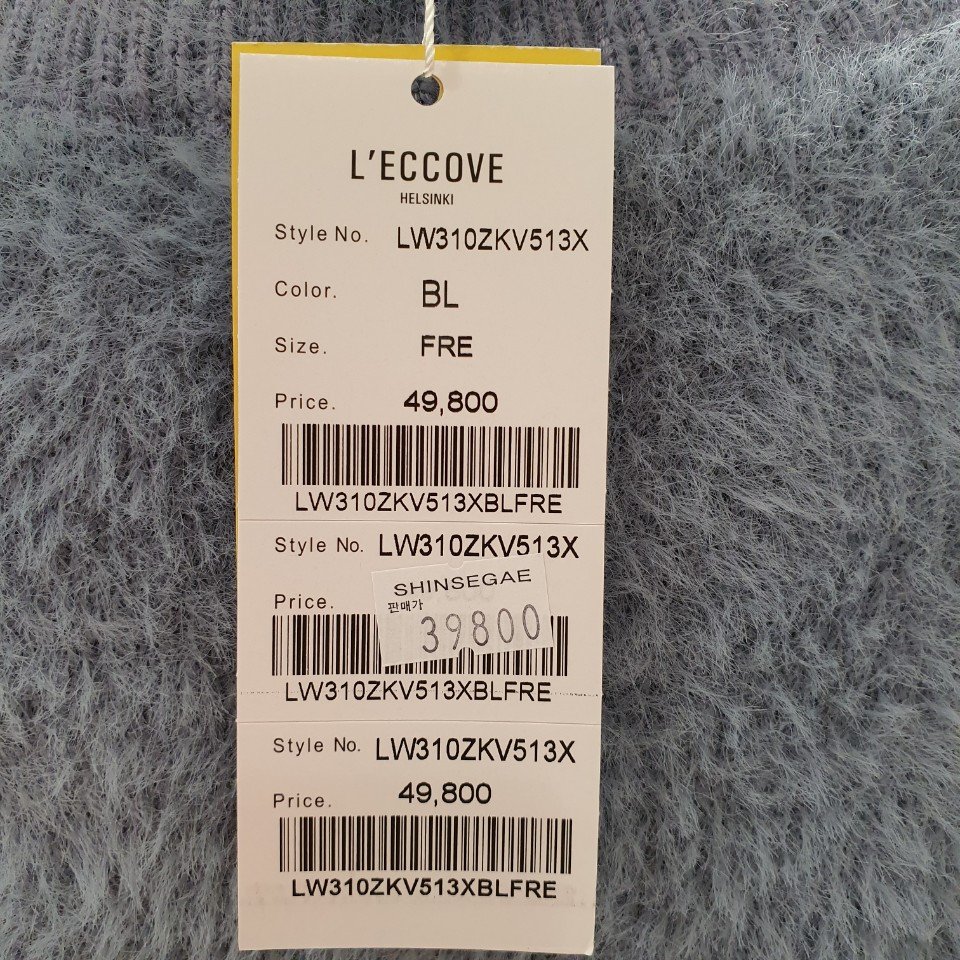 L'ECCOVE
HELSINKI
Style No. LW310ZKV513X
Color. BL
Size. FRE
Price. 49,800
LW310ZKV513XBLFRE
Style No. LW310ZKV513X
SHINSEGAE
Price. 판매가
39800
LW310ZKV513XBLFRE
Style No. LW310ZKV513X
Price. 49,800
LW310ZKV513XBLFRE